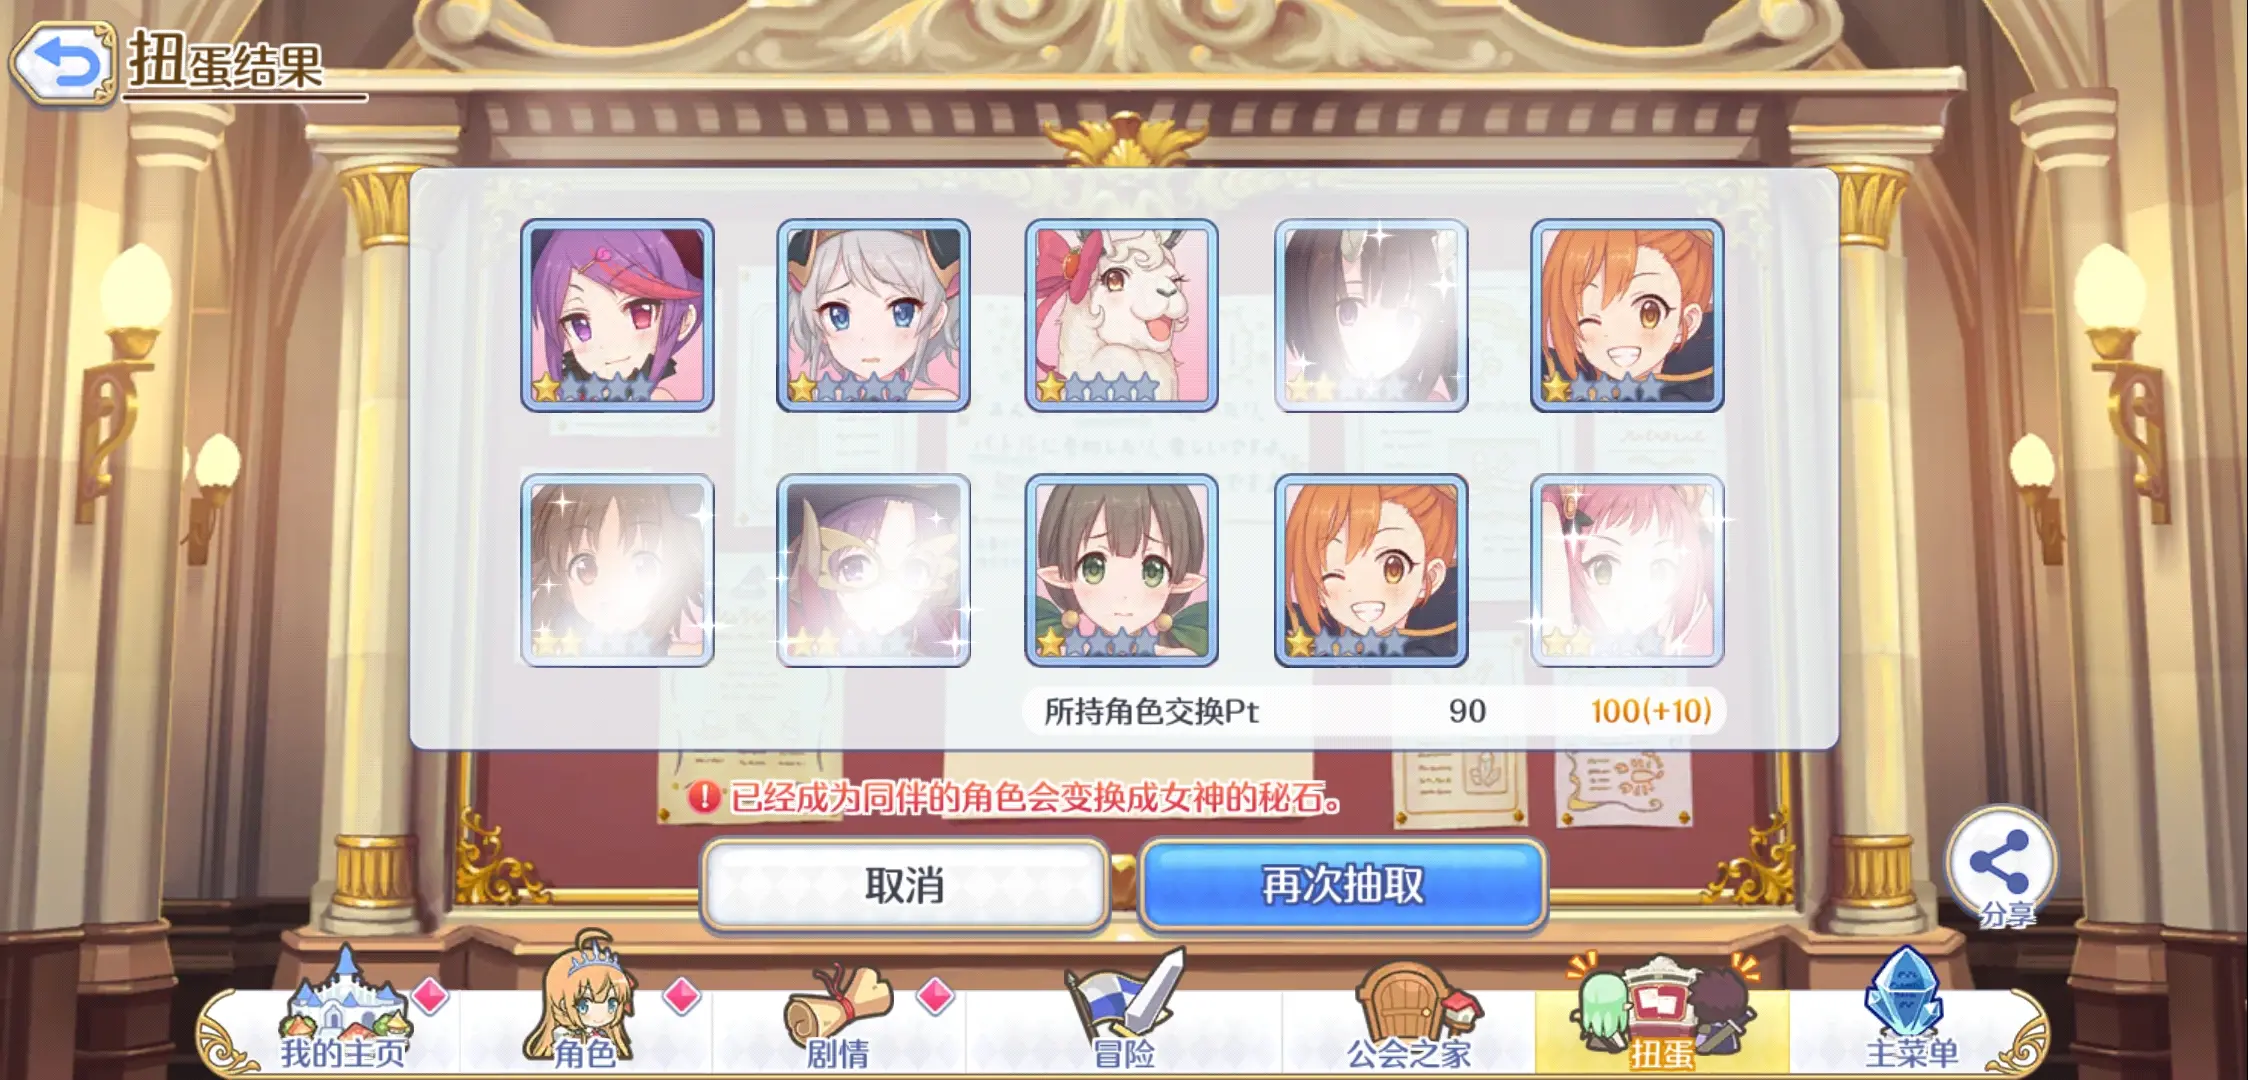 扭蛋结果
所持角色交换Pt 90 100(+10)
已经成为同伴的角色会变换成女神的秘石。
取消
再次抽取
分享
我的主页
角色
剧情
冒险
公会之家
扭蛋
主菜单